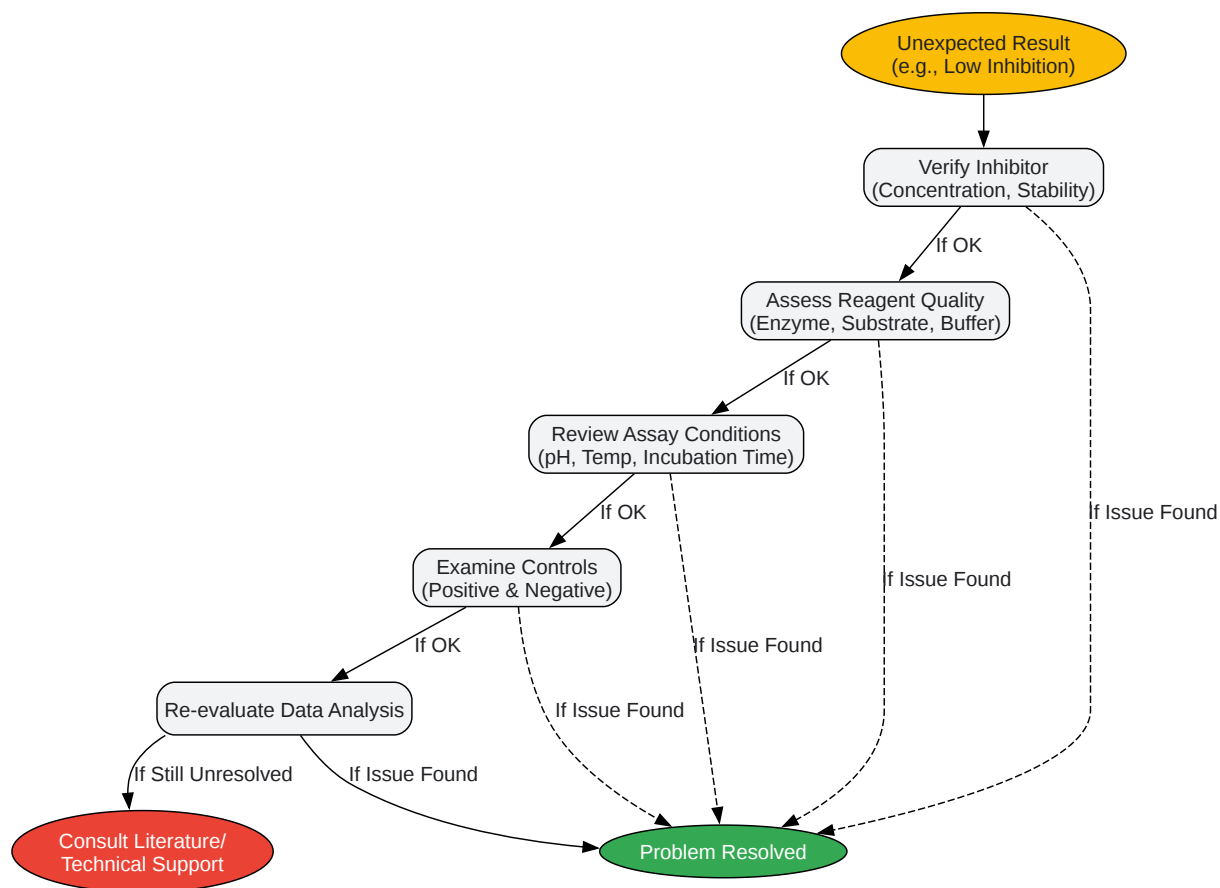 Unexpected Result
(e.g., Low Inhibition)
Verify Inhibitor
(Concentration, Stability)
If OK
Assess Reagent Quality
(Enzyme, Substrate, Buffer)
If OK
Review Assay Conditions
(pH, Temp, Incubation Time)
If OK
If Issue Found
Examine Controls
(Positive & Negative)
If Issue Found
If OK
If Issue Found
Re-evaluate Data Analysis
If Issue Found
If Still Unresolved
If Issue Found
Consult Literature/
Technical Support
Problem Resolved